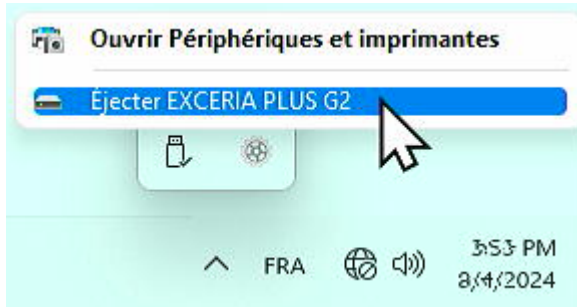 Ouvrir Périphériques et imprimantes
Éjecter EXCERIA PLUS G2
FRA
3:53 PM
8/4/2024